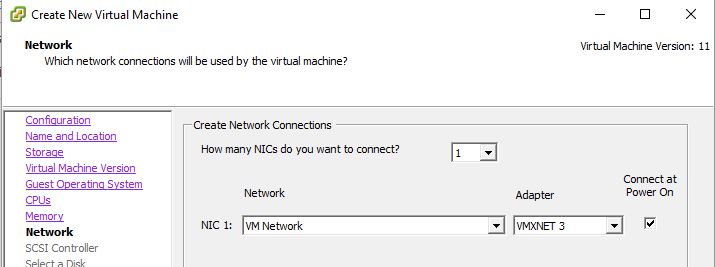 Create New Virtual Machine
Network
Which network connections will be used by the virtual machine?
Virtual Machine Version: 11
Configuration
Name and Location
Storage
Virtual Machine Version
Guest Operating System
CPUs
Memory
Network
SCSI Controller
Select a Disk
Create Network Connections
How many NICs do you want to connect? 1
Network Adapter Connect at
Power On
NIC 1: VM Network VMXNET 3